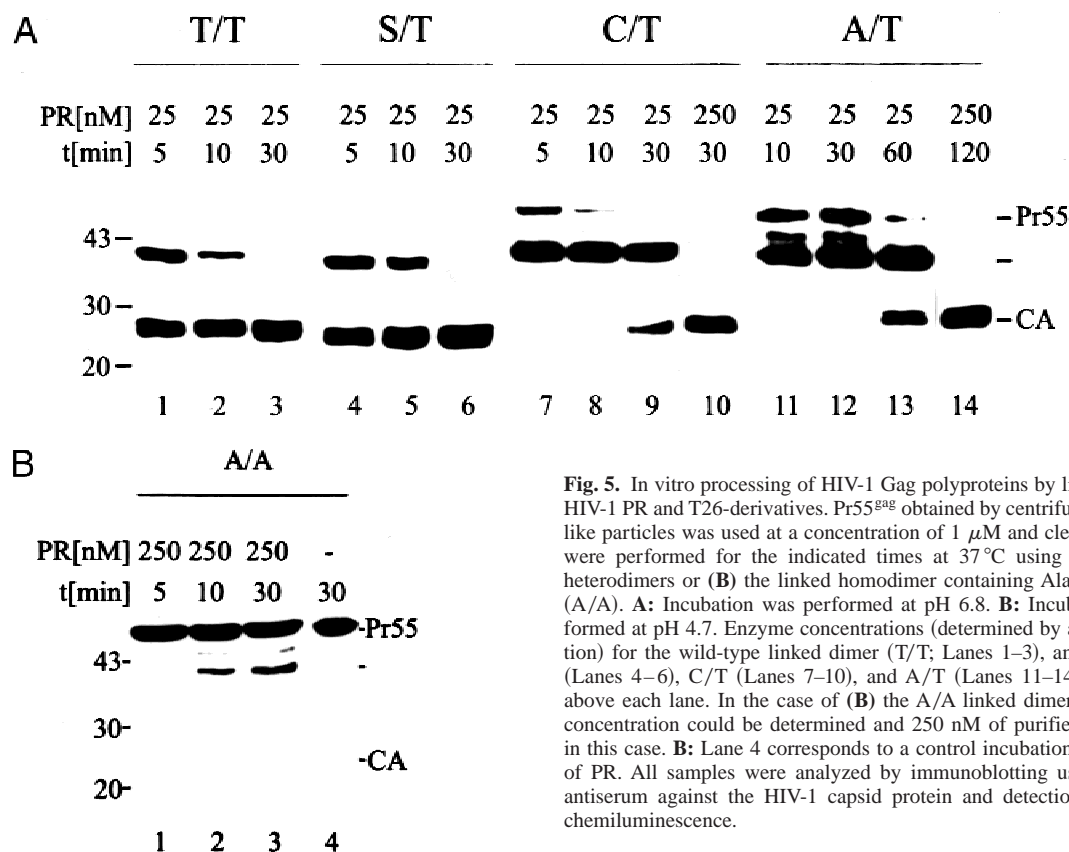 A
T/T S/T C/T A/T
PR[nM] 25 25 25 25 25 25 25 25 25 250 25 25 25 250
t[min] 5 10 30 5 10 30 5 10 30 30 10 30 60 120
–Pr55
43–
–
30–
–CA
20–
1 2 3 4 5 6 7 8 9 10 11 12 13 14
B
A/A
PR[nM] 250 250 250 -
t[min] 5 10 30 30
-Pr55
43–
-
30–
-CA
20-
1 2 3 4
Fig. 5. In vitro processing of HIV-1 Gag polyproteins by li
HIV-1 PR and T26-derivatives. Pr55gag obtained by centrifu
like particles was used at a concentration of 1 μM and cle
were performed for the indicated times at 37 °C using
heterodimers or (B) the linked homodimer containing Ala
(A/A). A: Incubation was performed at pH 6.8. B: Incub
formed at pH 4.7. Enzyme concentrations (determined by a
tion) for the wild-type linked dimer (T/T; Lanes 1–3), an
(Lanes 4–6), C/T (Lanes 7–10), and A/T (Lanes 11–14
above each lane. In the case of (B) the A/A linked dimer
concentration could be determined and 250 nM of purifie
in this case. B: Lane 4 corresponds to a control incubation
of PR. All samples were analyzed by immunoblotting us
antiserum against the HIV-1 capsid protein and detectio
chemiluminescence.